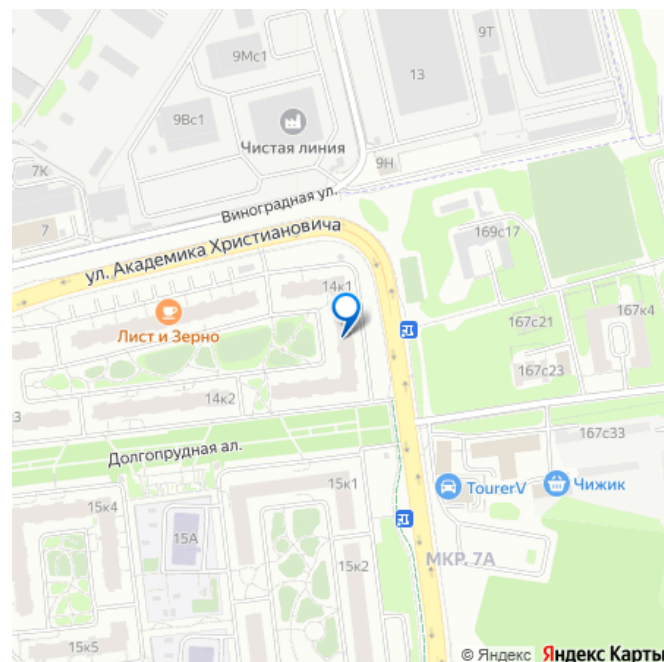 9Т
9Мс1
13
9Вс1
Чистая линия
9Н
7К
Виноградная ул.
7
ул. Академика Христиановича
169с17
14к1
167к4
Лист и Зерно
167с21
167с23
14к2
3
167с33
Долгопрудная ал.
15к1
TourerV
Чижик
15к4
15А
МКР. 7А
15к2
15к5
© Яндекс Яндекс Карты